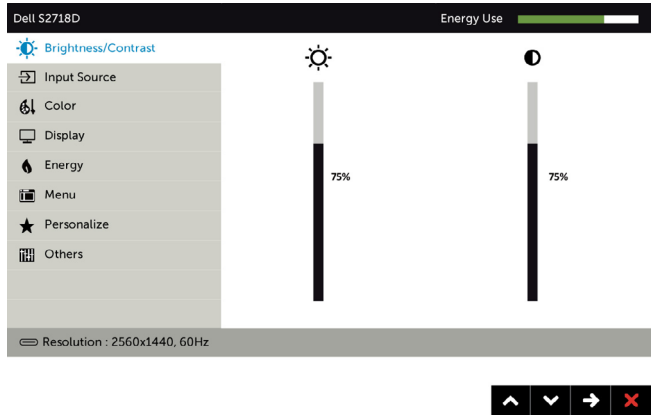 Dell S2718D Energy Use
Brightness/Contrast
Input Source
Color
Display
Energy
Menu
Personalize
Others
75% 75%
Resolution : 2560x1440, 60Hz